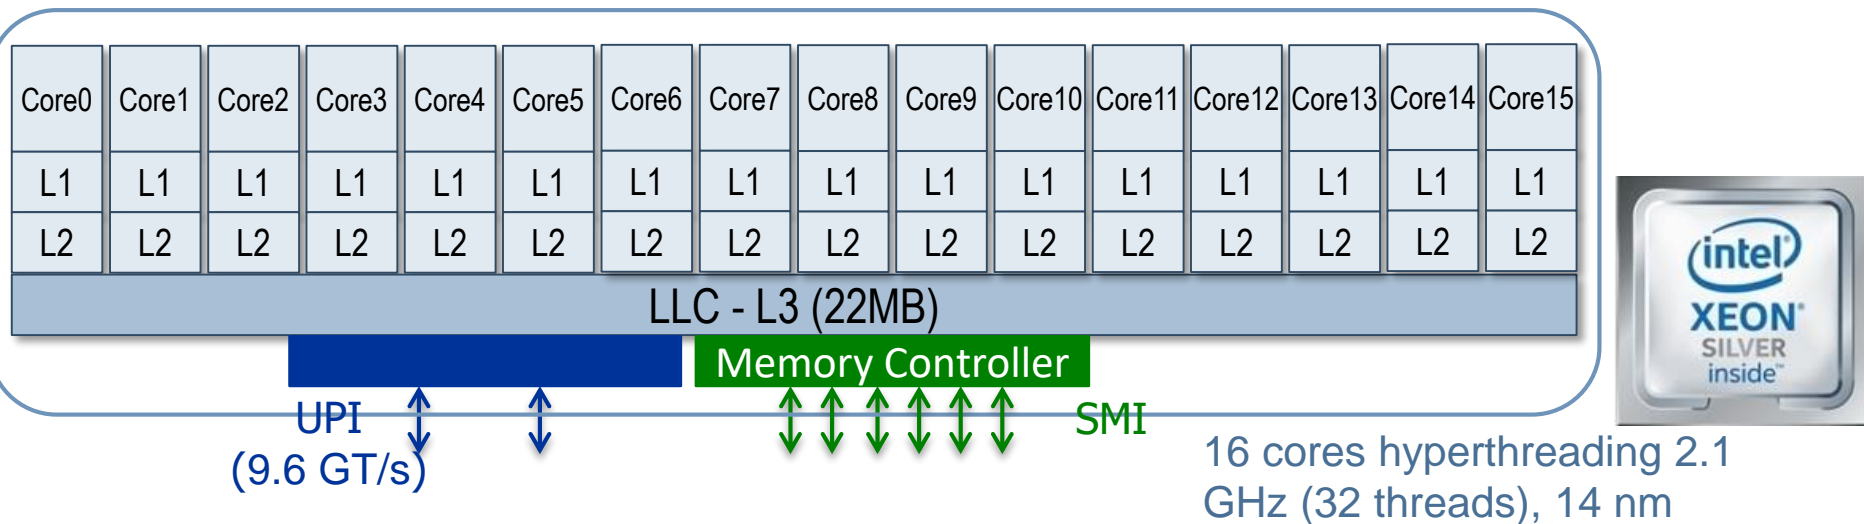 Core0 Core1 Core2 Core3 Core4 Core5 Core6 Core7 Core8 Core9 Core10 Core11 Core12 Core13 Core14 Core15
L1 L1 L1 L1 L1 L1 L1 L1 L1 L1 L1 L1 L1 L1 L1 L1
L2 L2 L2 L2 L2 L2 L2 L2 L2 L2 L2 L2 L2 L2 L2 L2
LLC - L3 (22MB)
Memory Controller
UPI
(9.6 GT/s)
SMI
intel®
XEON®
SILVER
inside™
16 cores hyperthreading 2.1
GHz (32 threads), 14 nm